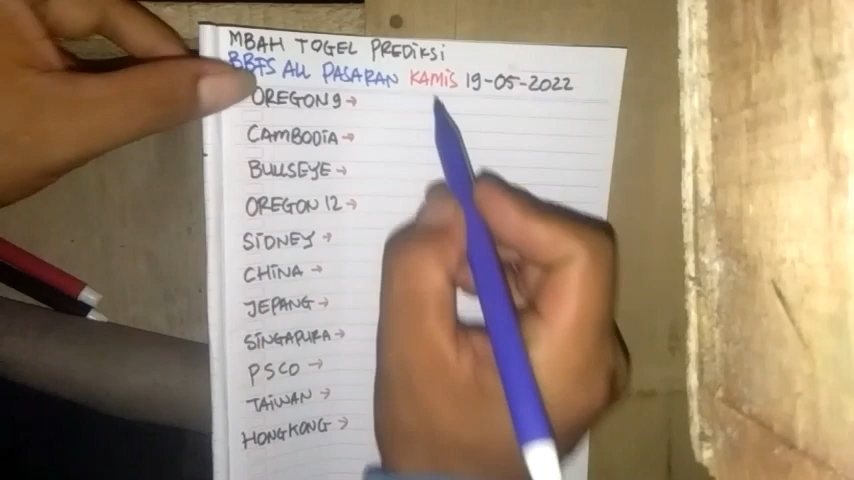 MBAH TOGEL PREDIKSI
BBFS ALL PASARAN KAMIS 19-05-2022
OREGON 9 →
CAMBODIA →
BULLSEYE →
OREGON 12 →
SIDNEY →
CHINA →
JEPANG →
SINGAPURA →
PSCO →
TAIWAN →
HONGKONG →